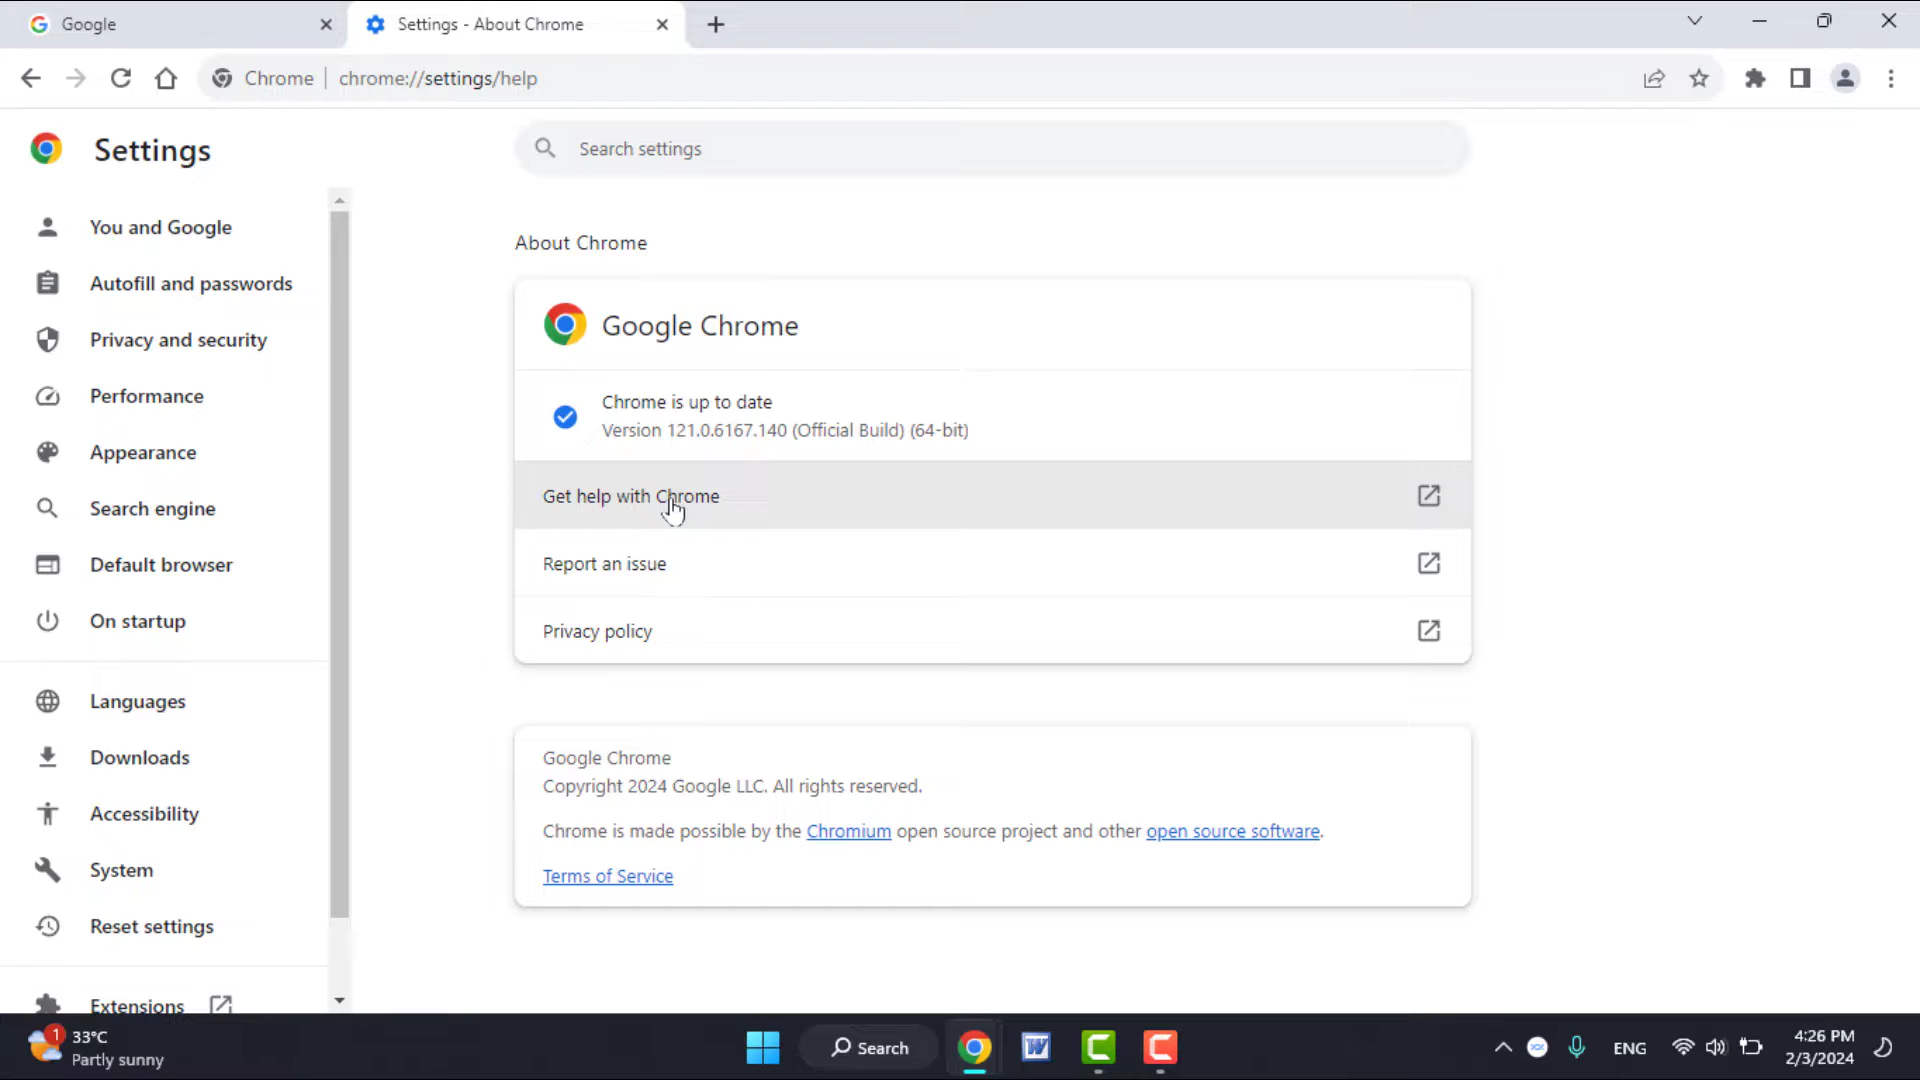 Google
Settings - About Chrome
Chrome
chrome://settings/help
Settings
Search settings
You and Google
Autofill and passwords
Privacy and security
Performance
Appearance
Search engine
Default browser
On startup
Languages
Downloads
Accessibility
System
Reset settings
Extensions
About Chrome
Google Chrome
Chrome is up to date
Version 121.0.6167.140 (Official Build) (64-bit)
Get help with Chrome
Report an issue
Privacy policy
Google Chrome
Copyright 2024 Google LLC. All rights reserved.
Chrome is made possible by the Chromium open source project and other open source software.
Terms of Service
1
33°C
Partly sunny
Search
W
ENG
4:26 PM
2/3/2024